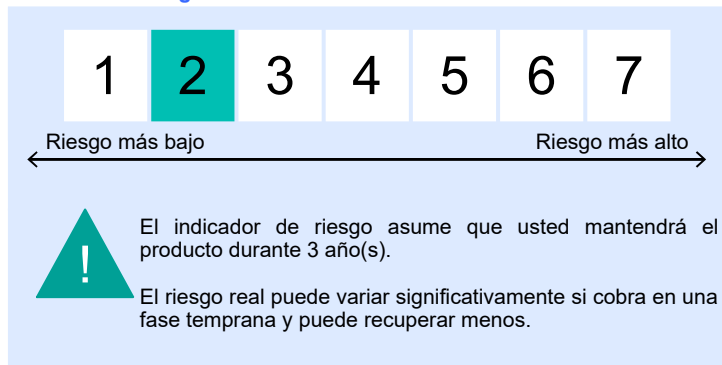 1 2 3 4 5 6 7
Riesgo más bajo Riesgo más alto
!
El indicador de riesgo asume que usted mantendrá el
producto durante 3 año(s).
El riesgo real puede variar significativamente si cobra en una
fase temprana y puede recuperar menos.